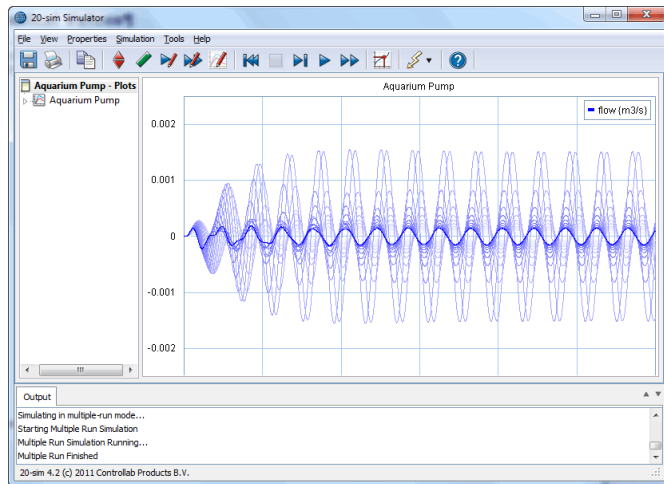 20-sim Simulator
File View Properties Simulation Tools Help
Aquarium Pump - Plots
Aquarium Pump
Aquarium Pump
flow {m3/s}
0.002
0.001
0
-0.001
-0.002
Output
Simulating in multiple-run mode...
Starting Multiple Run Simulation
Multiple Run Simulation Running...
Multiple Run Finished
20-sim 4.2 (c) 2011 Controllab Products B.V.